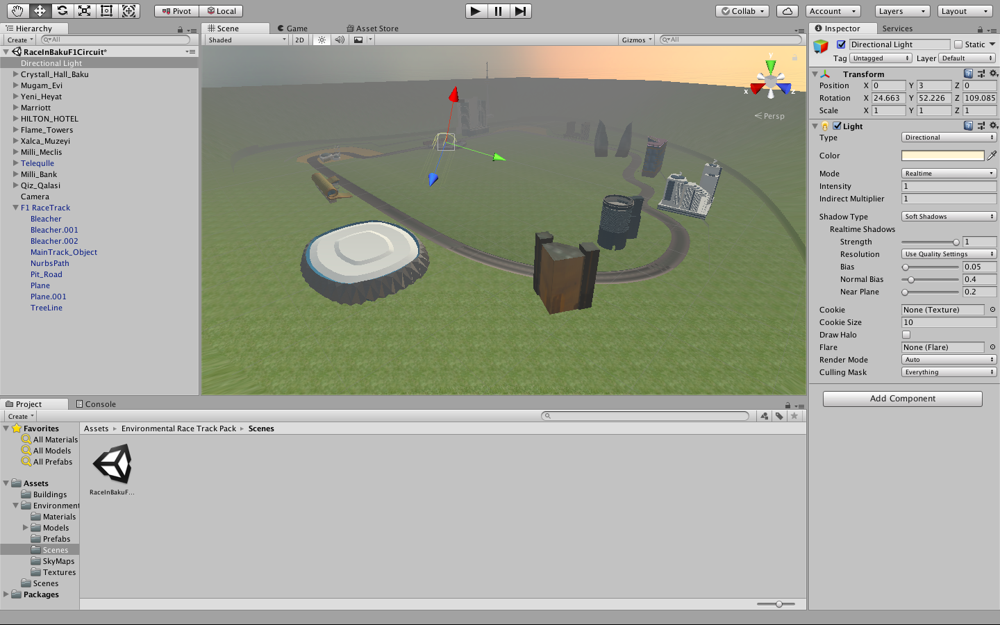 Pivot Local Collab Account Layers Layout
Hierarchy
Create All
RaceInBakuF1Circuit*
Directional Light
Crystall_Hall_Baku
Mugam_Evi
Yeni_Heyat
Marriott
HILTON_HOTEL
Flame_Towers
Xalca_Muzeyi
Milli_Meclis
Telequlle
Milli_Bank
Qiz_Qalasi
Camera
F1 RaceTrack
Bleacher
Bleacher.001
Bleacher.002
MainTrack_Object
NurbsPath
Pit_Road
Plane
Plane.001
TreeLine
Scene Game Asset Store
Shaded 2D Gizmos All
y
x z
Persp
Inspector Services
Directional Light Static
Tag Untagged Layer Default
Transform
Position X 0 Y 3 Z 0
Rotation X 24.663 Y 52.226 Z 109.085
Scale X 1 Y 1 Z 1
Light
Type Directional
Color
Mode Realtime
Intensity 1
Indirect Multiplier 1
Shadow Type Soft Shadows
Realtime Shadows
Strength 1
Resolution Use Quality Settings
Bias 0.05
Normal Bias 0.4
Near Plane 0.2
Cookie None (Texture)
Cookie Size 10
Draw Halo
Flare None (Flare)
Render Mode Auto
Culling Mask Everything
Add Component
Project Console
Create
Favorites
All Materials
All Models
All Prefabs
Assets
Buildings
Environment
Materials
Models
Prefabs
Scenes
SkyMaps
Textures
Scenes
Packages
Assets Environmental Race Track Pack Scenes
RaceInBakuF...